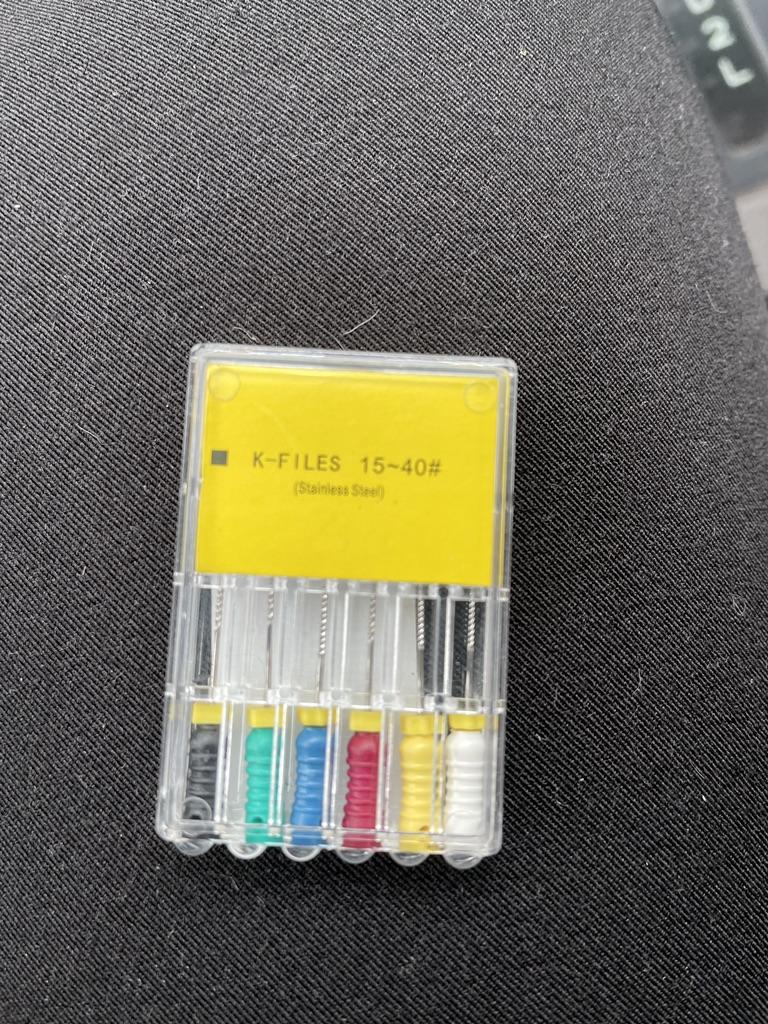 K-FILES 15~40#
(Stainless Steel)